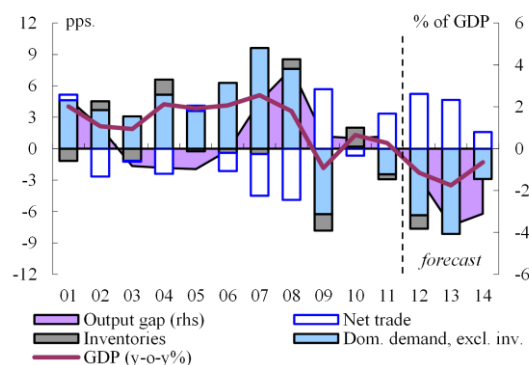 pps.
% of GDP
12
9
6
3
0
-3
-6
-9
-12
6
4
2
0
-2
-4
-6
forecast
01 02 03 04 05 06 07 08 09 10 11 12 13 14
Output gap (rhs)
Net trade
Inventories
Dom. demand, excl. inv.
GDP (y-o-y%)